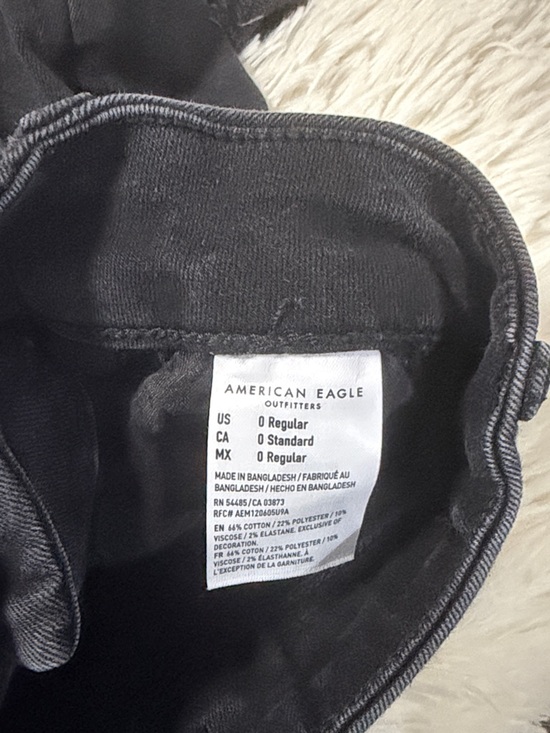 AMERICAN EAGLE
OUTFITTERS
US 0 Regular
CA 0 Standard
MX 0 Regular
MADE IN BANGLADESH / FABRIQUÉ AU
BANGLADESH / HECHO EN BANGLADESH
RN 54485/CA 03873
RFC# AEM120605U9A
EN 66% COTTON / 22% POLYESTER / 10%
VISCOSE / 2% ELASTANE. EXCLUSIVE OF
DECORATION.
FR 66% COTON / 22% POLYESTER / 10%
VISCOSE / 2% ÉLASTHANNE. À
L'EXCEPTION DE LA GARNITURE.